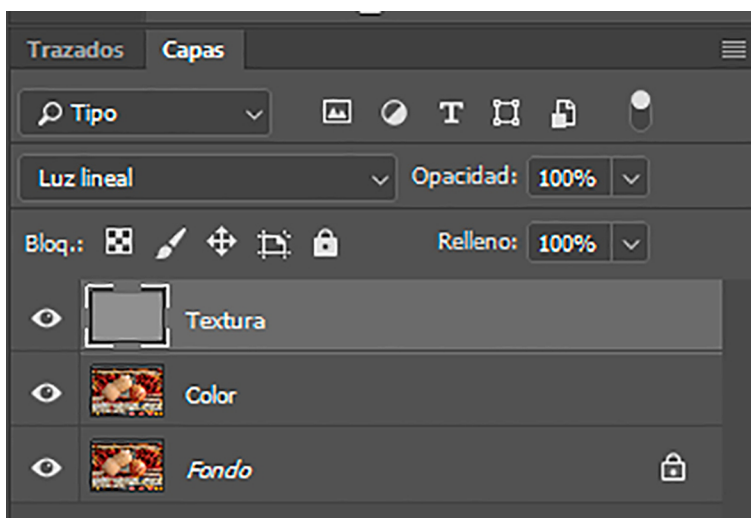 Trazados Capas
Tipo
Luz lineal Opacidad: 100%
Bloq.: Relleno: 100%
Textura
Color
Fondo